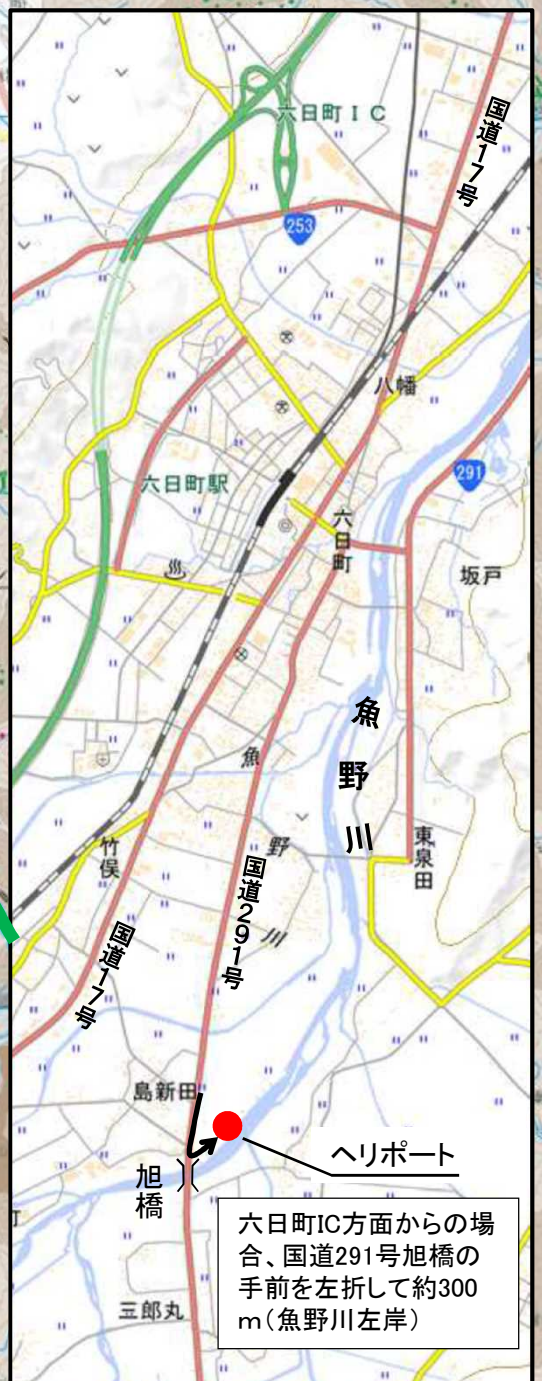 六日町ＩＣ
国道17号
253
八幡
291
六日町駅
六日町
坂戸
魚野川
魚野川
東泉田
竹俣
国道291号
国道17号
島新田
ヘリポート
旭橋
六日町IC方面からの場
合、国道291号旭橋の
手前を左折して約300
ｍ(魚野川左岸)
三郎丸